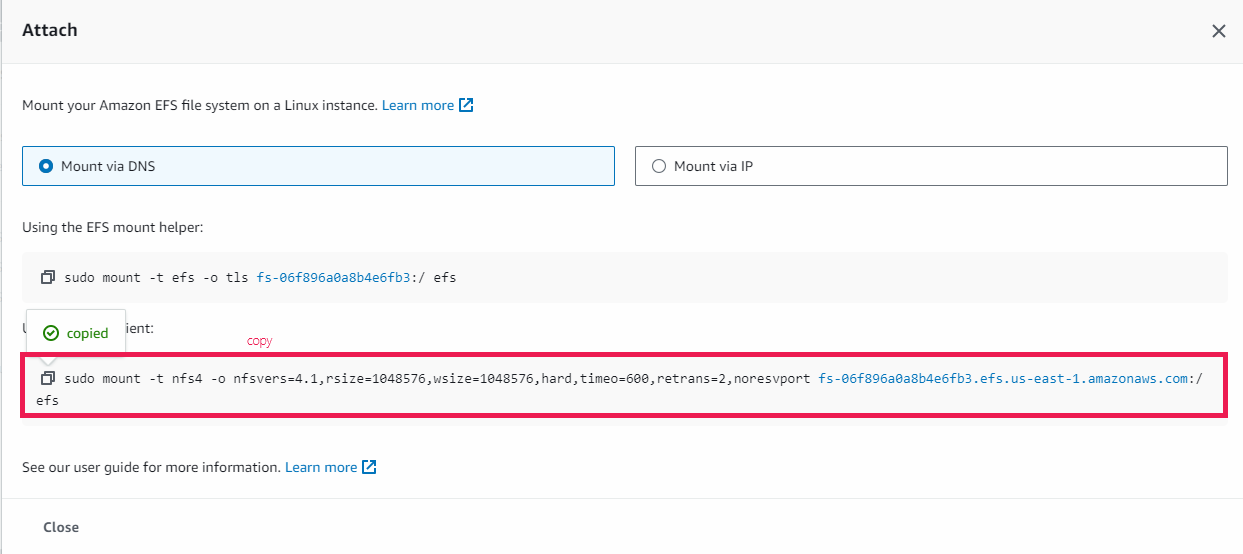 Attach
Mount your Amazon EFS file system on a Linux instance. Learn more
Mount via DNS
Mount via IP
Using the EFS mount helper:
sudo mount -t efs -o tls fs-06f896a0a8b4e6fb3:/ efs
copied
ient:
copy
sudo mount -t nfs4 -o nfsvers=4.1,rsize=1048576,wsize=1048576,hard,timeo=600,retrans=2,noresvport fs-06f896a0a8b4e6fb3.efs.us-east-1.amazonaws.com:/
efs
See our user guide for more information. Learn more
Close